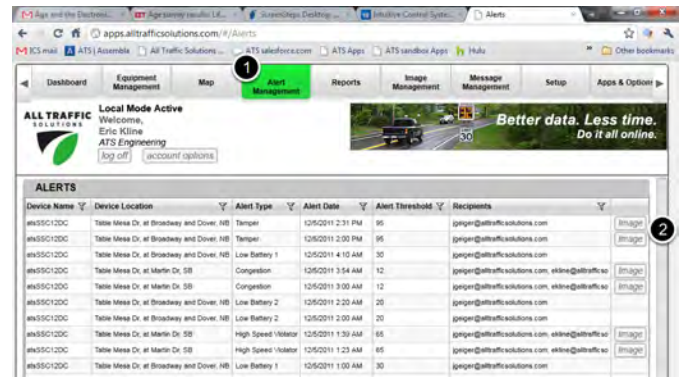 Age and the Electron...
Age survey results: Lif...
ScreenSteps Desktop...
Intuitive Control Syste...
Alerts
apps.alltrafficsolutions.com/#/Alerts
ICS mail ATS | Assembla All Traffic Solutions ... ATS salesforce.com ATS Apps ATS sandbox Apps Hulu » Other bookmarks
1
Dashboard Equipment Management Map Alert Management Reports Image Management Message Management Setup Apps & Options
ALL TRAFFIC
SOLUTIONS
Local Mode Active
Welcome,
Eric Kline
ATS Engineering
log off account options
Better data. Less time.
Do it all online.
30
ALERTS
Device Name Device Location Alert Type Alert Date Alert Threshold Recipients
atsSSC12DC Table Mesa Dr, at Broadway and Dover, NB Tamper 12/5/2011 2:31 PM 95 jgeiger@alltrafficsolutions.com Image
2
atsSSC12DC Table Mesa Dr, at Broadway and Dover, NB Tamper 12/5/2011 2:00 PM 95 jgeiger@alltrafficsolutions.com Image
atsSSC12DC Table Mesa Dr, at Broadway and Dover, NB Low Battery 1 12/5/2011 4:10 AM 30 jgeiger@alltrafficsolutions.com
atsSSC12DC Table Mesa Dr, at Martin Dr, SB Congestion 12/5/2011 3:54 AM 12 jgeiger@alltrafficsolutions.com, ekline@alltrafficso Image
atsSSC12DC Table Mesa Dr, at Martin Dr, SB Congestion 12/5/2011 3:00 AM 12 jgeiger@alltrafficsolutions.com, ekline@alltrafficso Image
atsSSC12DC Table Mesa Dr, at Broadway and Dover, NB Low Battery 2 12/5/2011 2:20 AM 20 jgeiger@alltrafficsolutions.com
atsSSC12DC Table Mesa Dr, at Broadway and Dover, NB Low Battery 2 12/5/2011 2:00 AM 20 jgeiger@alltrafficsolutions.com
atsSSC12DC Table Mesa Dr, at Martin Dr, SB High Speed Violator 12/5/2011 1:39 AM 65 jgeiger@alltrafficsolutions.com, ekline@alltrafficso Image
atsSSC12DC Table Mesa Dr, at Martin Dr, SB High Speed Violator 12/5/2011 1:23 AM 65 jgeiger@alltrafficsolutions.com, ekline@alltrafficso Image
atsSSC12DC Table Mesa Dr, at Broadway and Dover, NB Low Battery 1 12/5/2011 1:00 AM 30 jgeiger@alltrafficsolutions.com